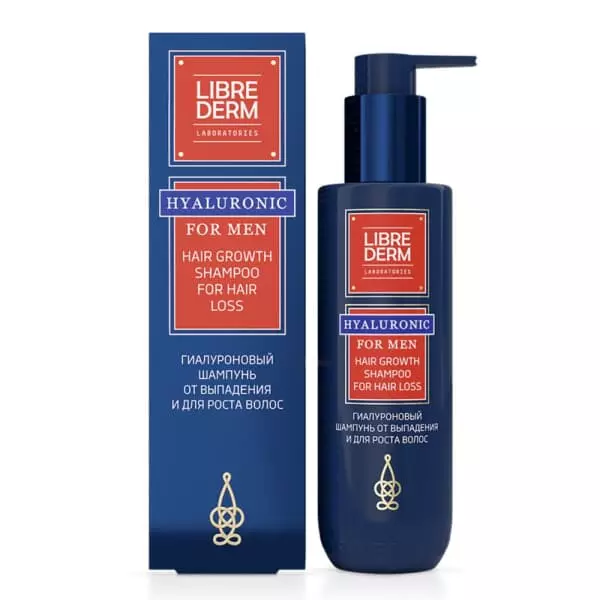 LIBRE
DERM
LABORATORIES
HYALURONIC
FOR MEN
HAIR GROWTH
SHAMPOO
FOR HAIR
LOSS
ГИАЛУРОНОВЫЙ
ШАМПУНЬ
ОТ ВЫПАДЕНИЯ
И ДЛЯ РОСТА ВОЛОС
LIBRE
DERM
LABORATORIES
HYALURONIC
FOR MEN
HAIR GROWTH
SHAMPOO
FOR HAIR LOSS
ГИАЛУРОНОВЫЙ
ШАМПУНЬ ОТ ВЫПАДЕНИЯ
И ДЛЯ РОСТА ВОЛОС